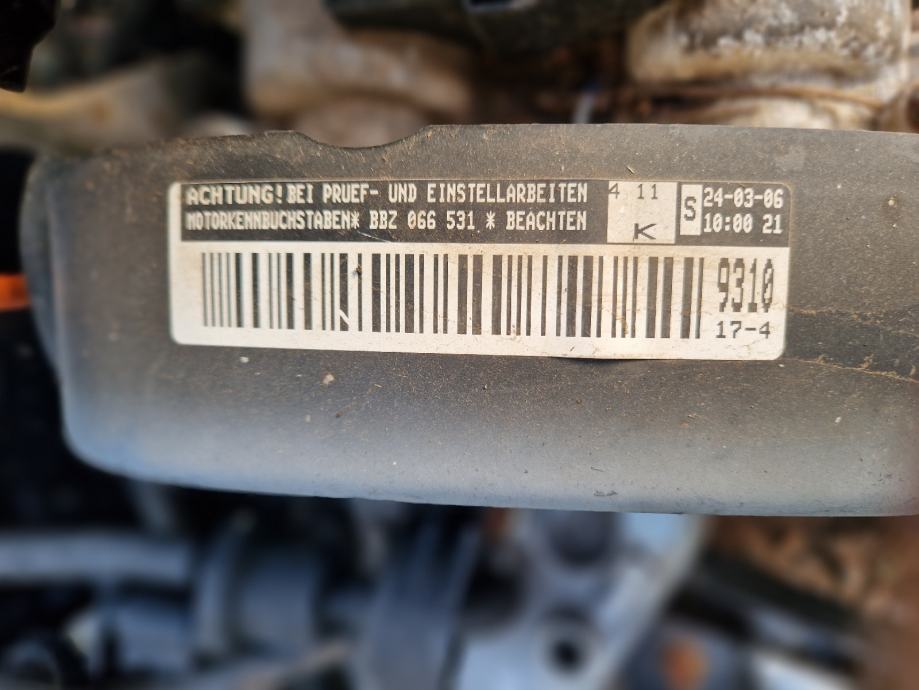 ACHTUNG! BEI PRUEF- UND EINSTELLARBEITEN
MOTORKENNBUCHSTABEN* BBZ 066 531 * BEACHTEN
4 11
K
S
24-03-06
10:00 21
9310
17-4